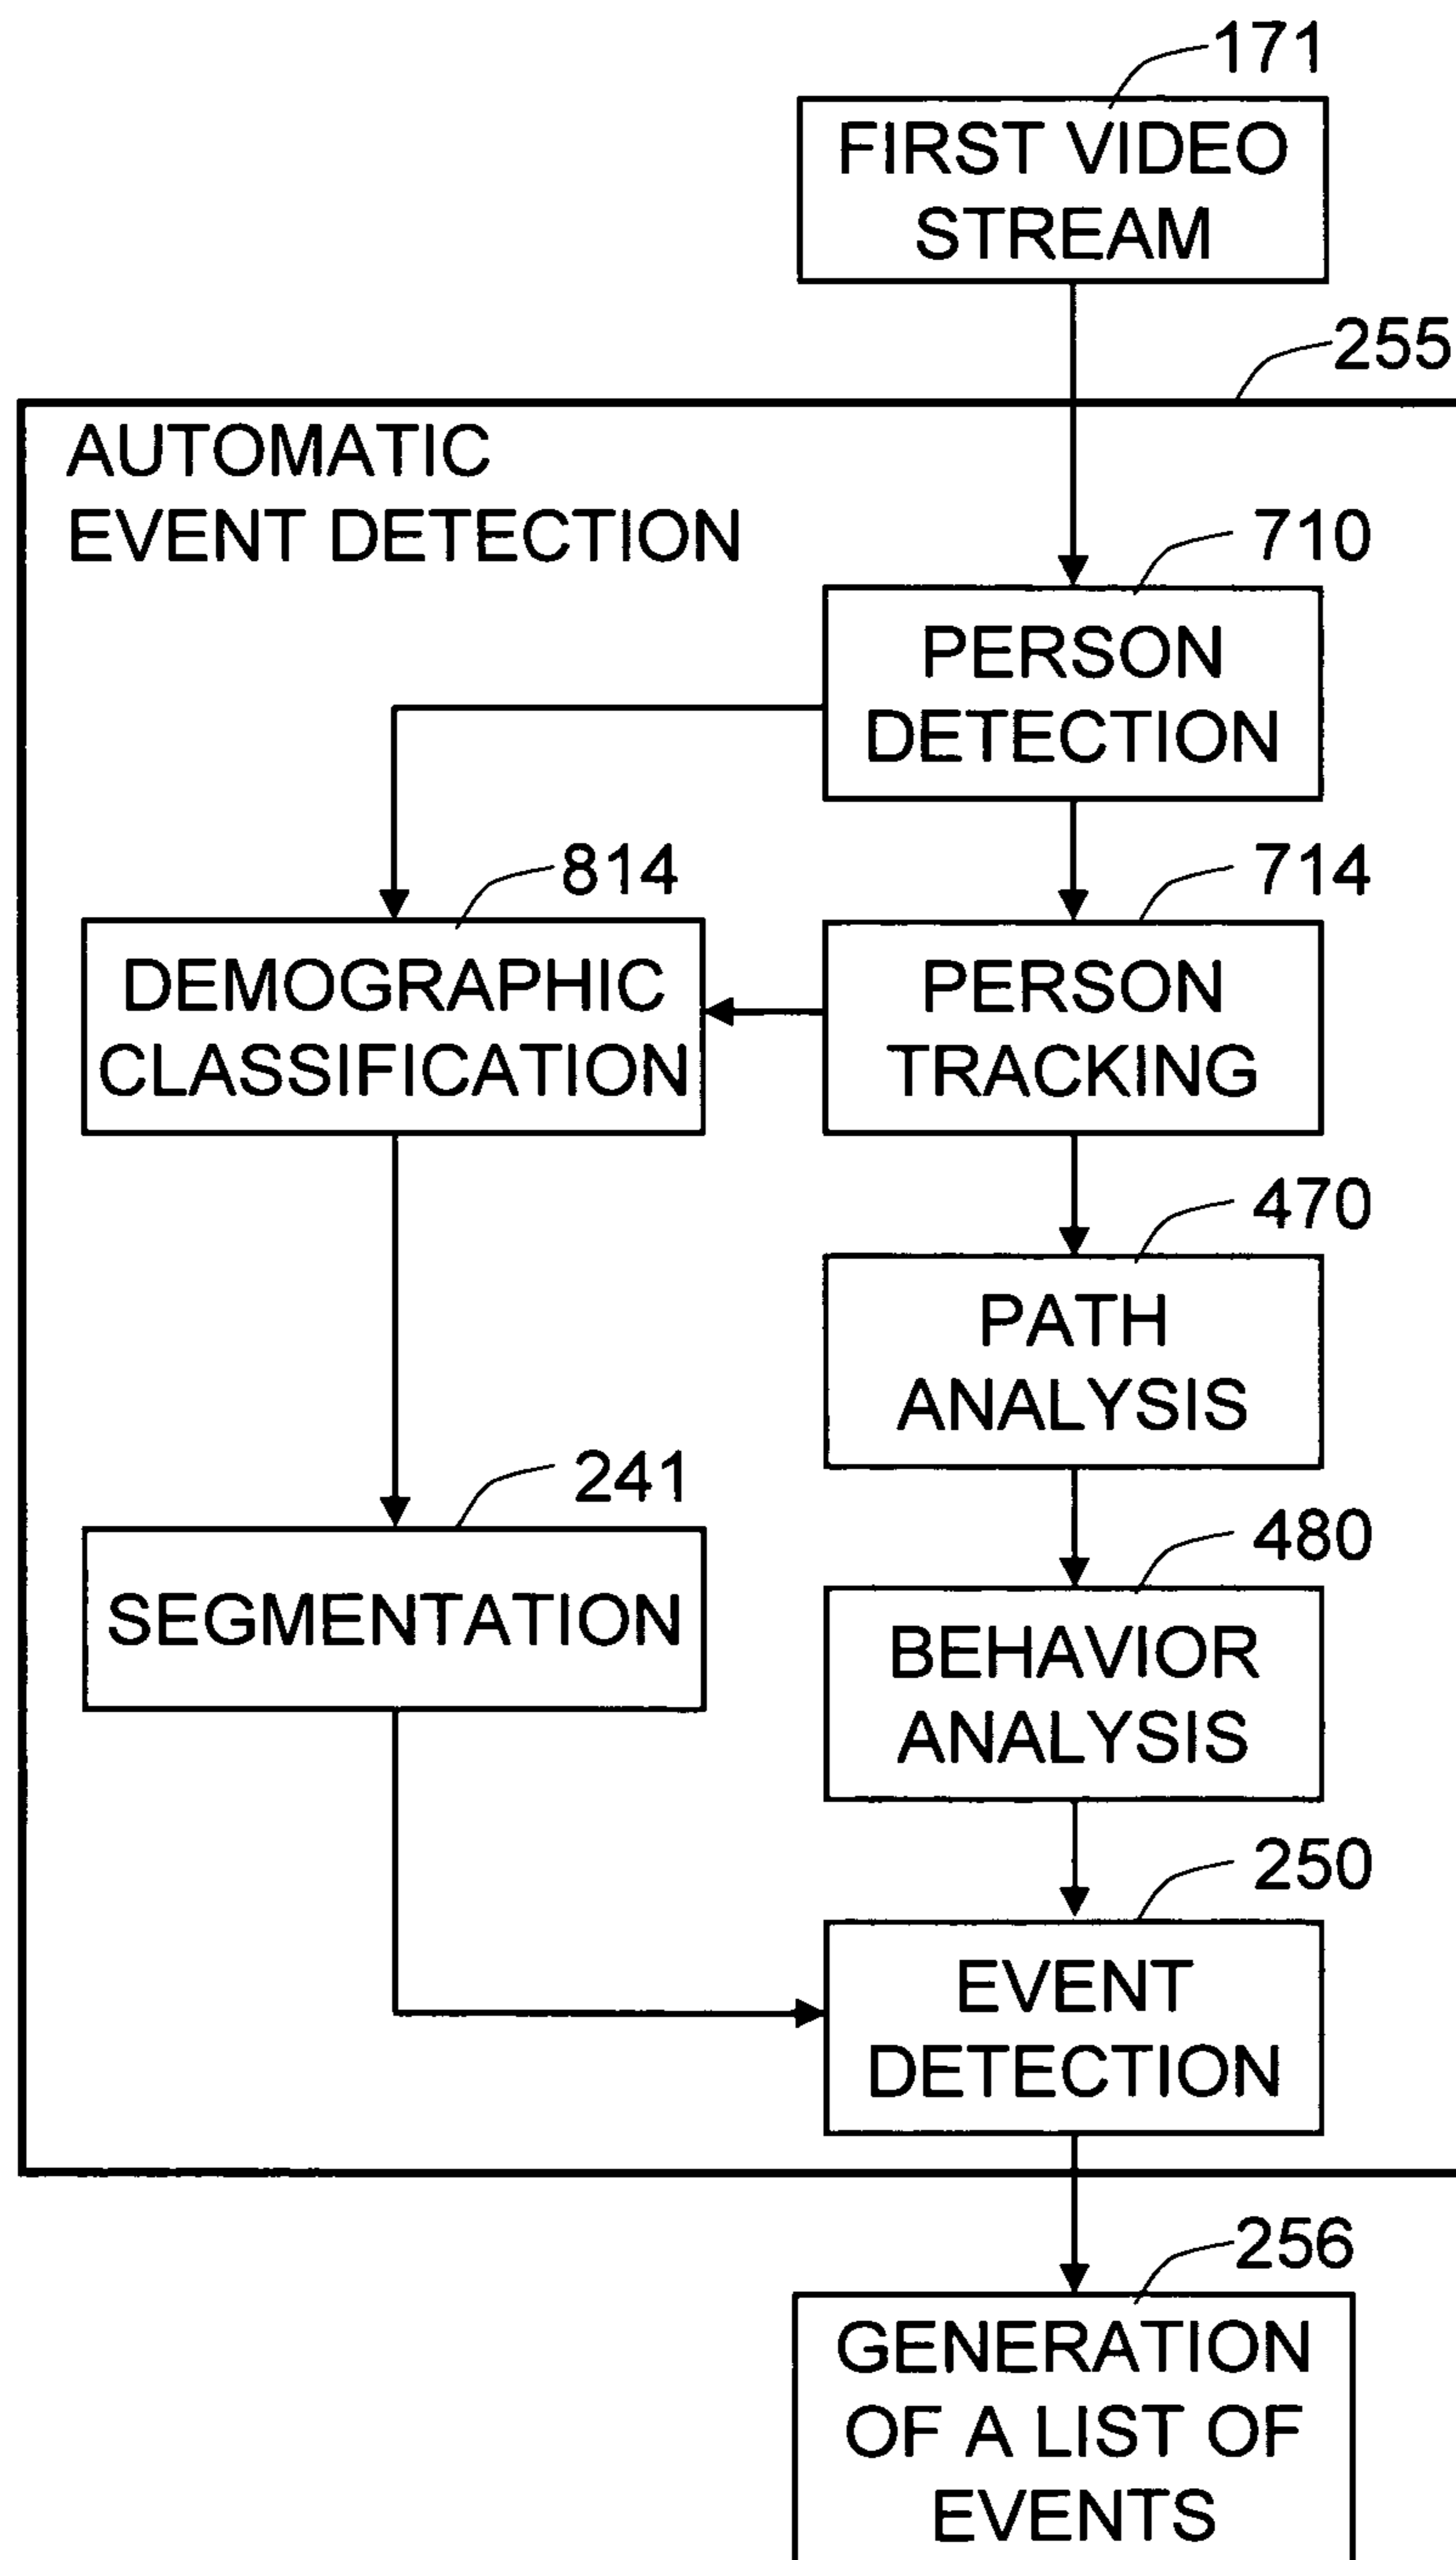 171
FIRST VIDEO
STREAM
255
AUTOMATIC
EVENT DETECTION
710
PERSON
DETECTION
814
714
DEMOGRAPHIC
CLASSIFICATION
PERSON
TRACKING
470
PATH
ANALYSIS
241
SEGMENTATION
480
BEHAVIOR
ANALYSIS
250
EVENT
DETECTION
256
GENERATION
OF A LIST OF
EVENTS